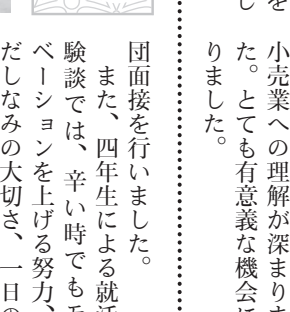 を
し
小売業への理解が深まりま
た。とても有意義な機会に
りました。
団面接を行いました。
また、四年生による就活
験談では、辛い時でもモ
ベーションを上げる努力、
だしなみの大切さ、一日の